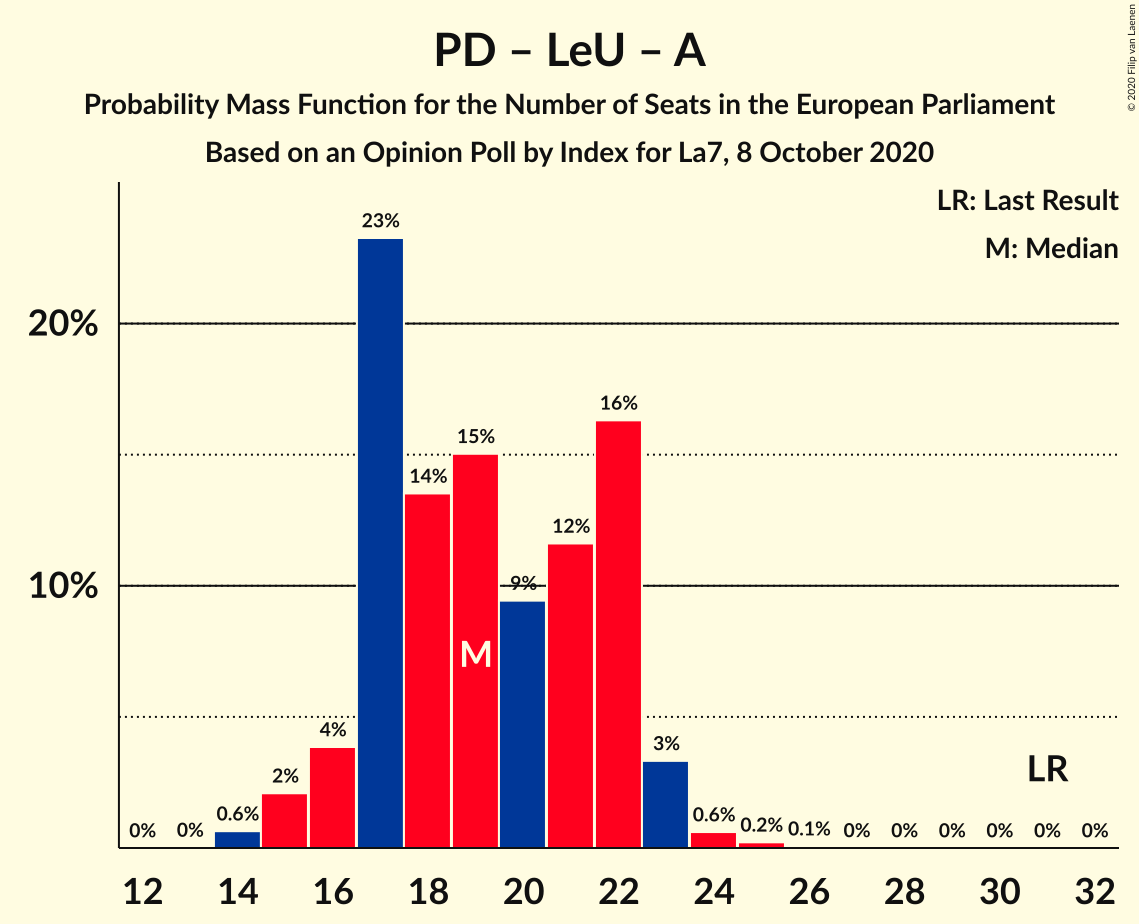 PD – LeU – A
Probability Mass Function for the Number of Seats in the European Parliament
Based on an Opinion Poll by Index for La7, 8 October 2020
© 2020 Filip van Laenen
LR: Last Result
M: Median
20%
10%
0%
0%
0.6%
2%
4%
23%
14%
15%
9%
12%
16%
3%
0.6%
0.2%
0.1%
0%
0%
0%
0%
0%
0%
M
LR
12 14 16 18 20 22 24 26 28 30 32